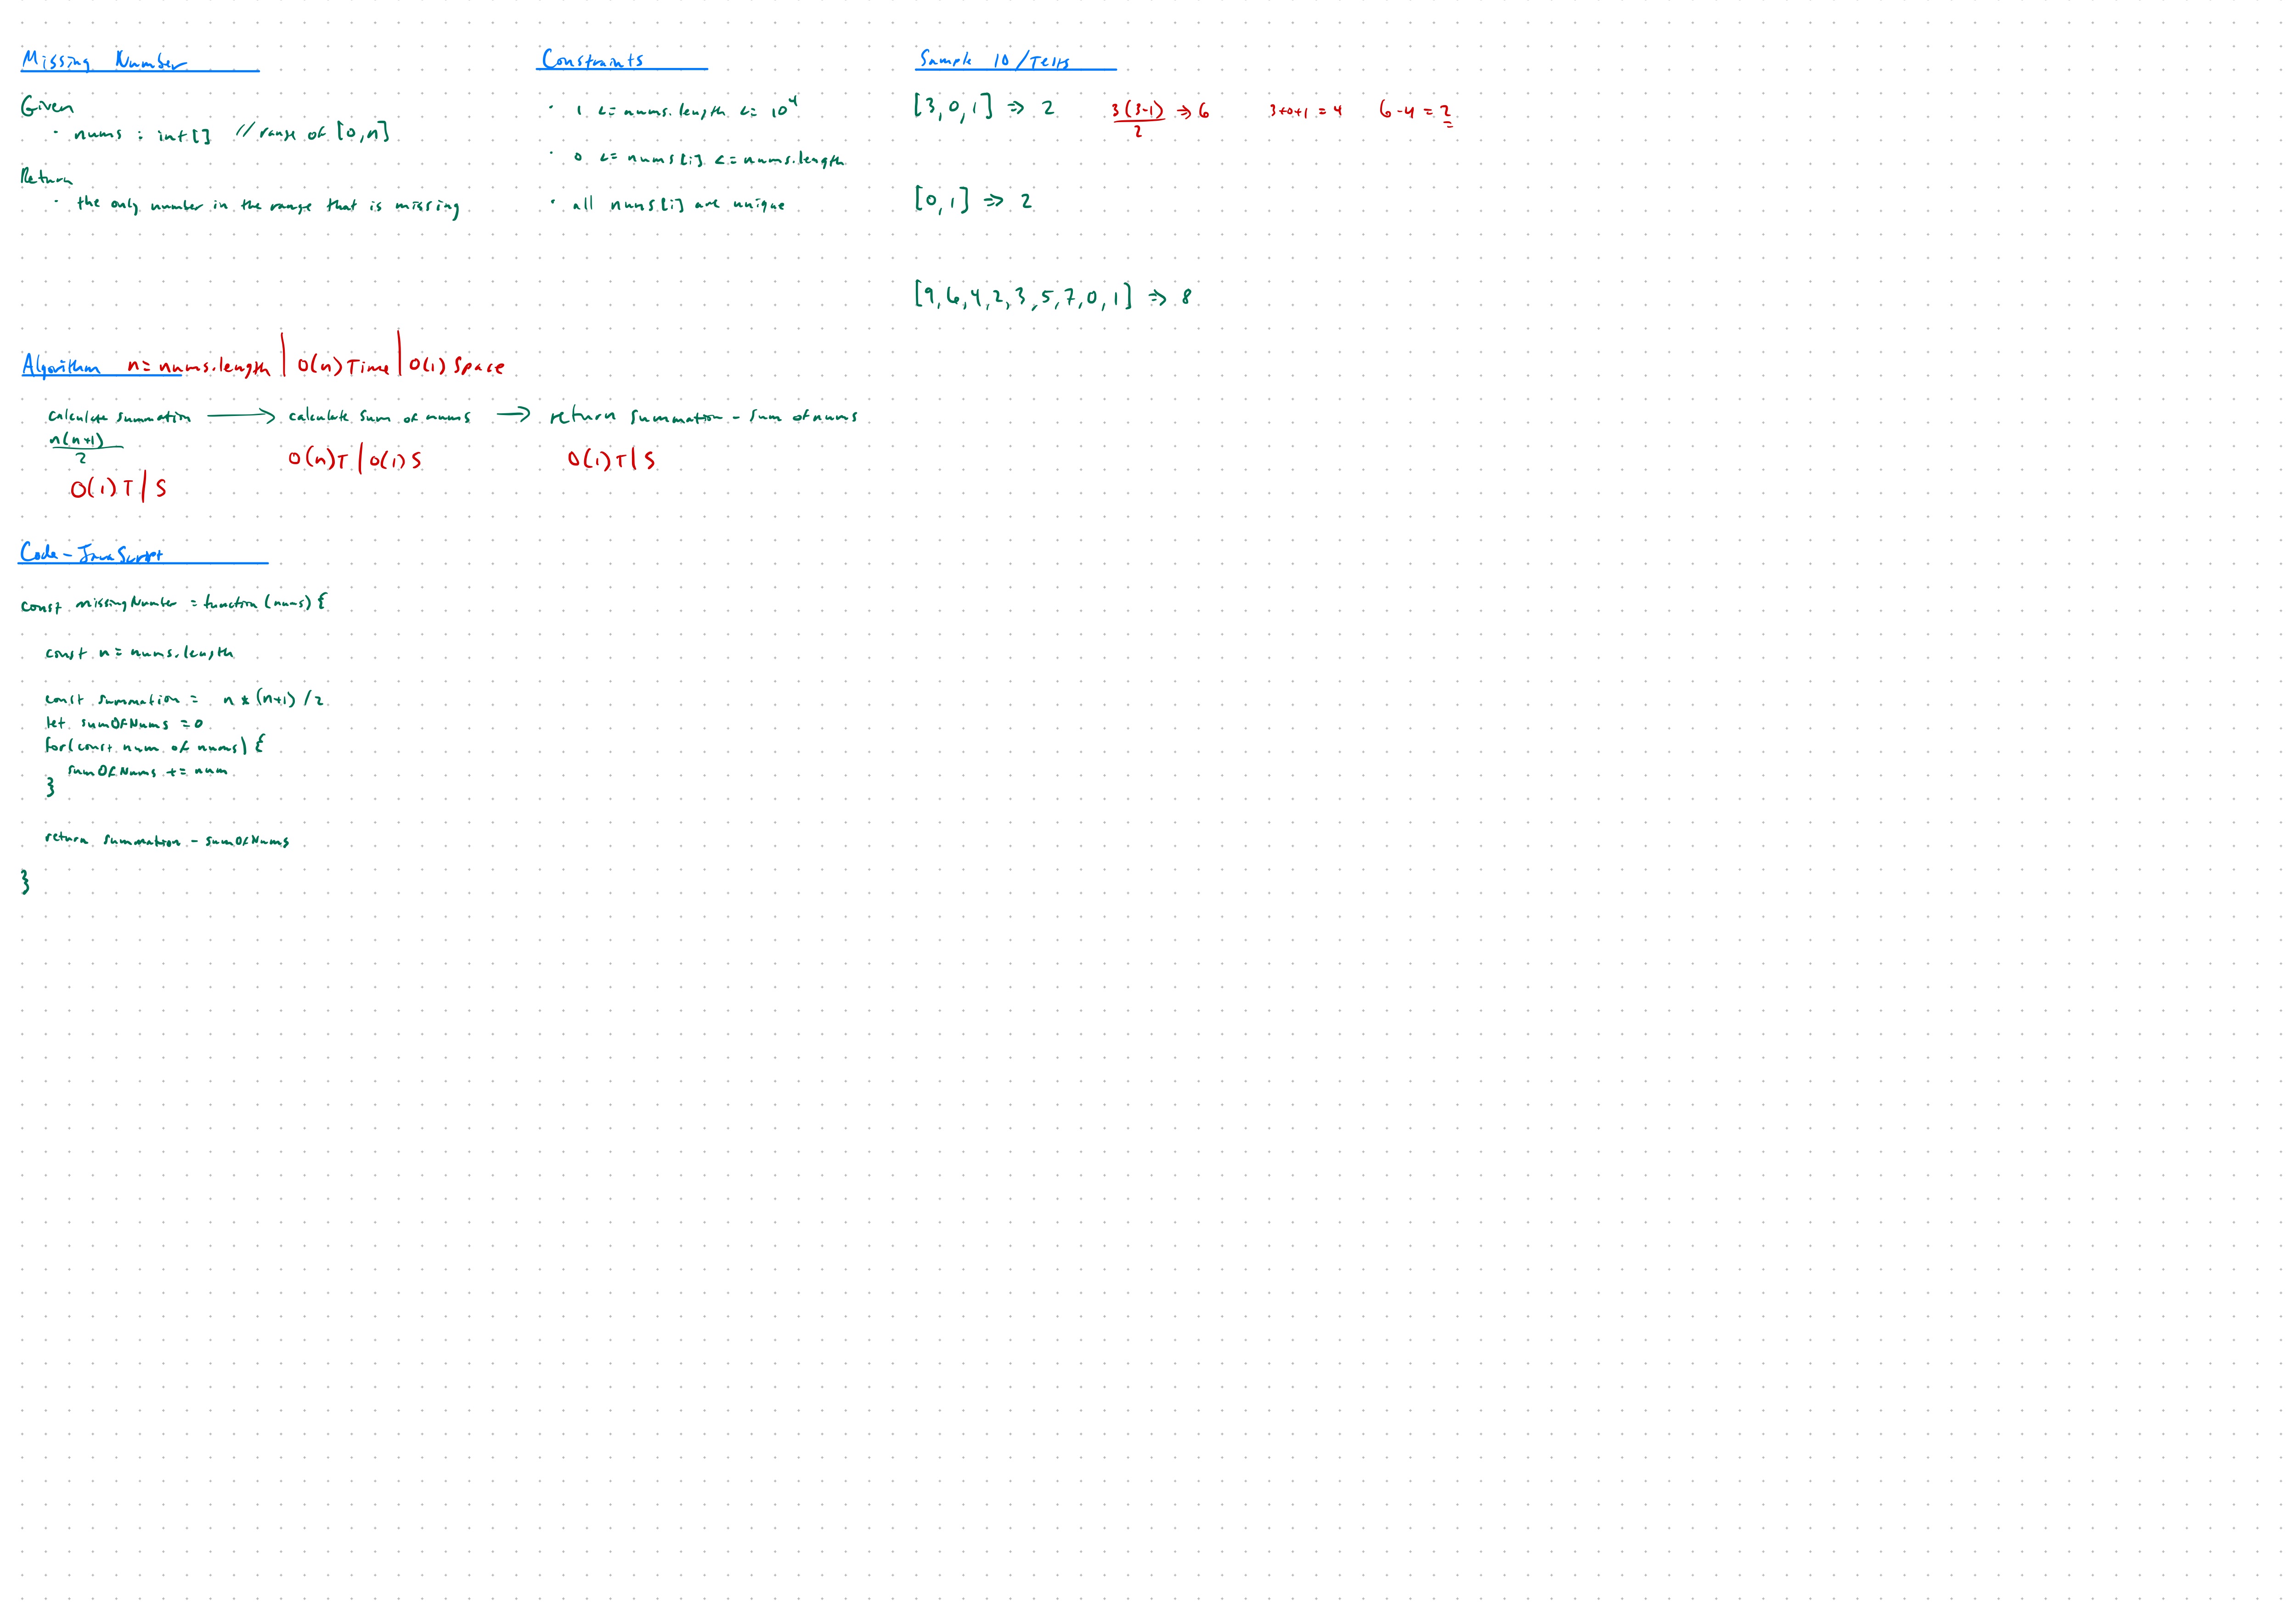 Missing Number
Given
· nums : int[] // range of [0,n]
Return
· the only number in the range that is missing
Constraints
· 1 <= nums.length <= 10^4
· 0 <= nums[i] <= nums.length
· all nums[i] are unique
Sample IO/Tests
[3,0,1] => 2 3(3-1)/2 => 6 3+0+1 = 4 6-4 = 2
[0,1] => 2
[9,6,4,2,3,5,7,0,1] => 8
Algorithm n = nums.length | O(n) Time | O(1) Space
calculate summation → calculate sum of nums → return summation - sum of nums
n(n+1)/2
O(1) T | S
O(n) T | O(1) S
O(1) T | S
Code - JavaScript
const missingNumber = function(nums) {
const n = nums.length
const summation = n * (n+1) / 2
let sumOfNums = 0
for(const num of nums) {
sumOfNums += num
}
return summation - sumOfNums
}